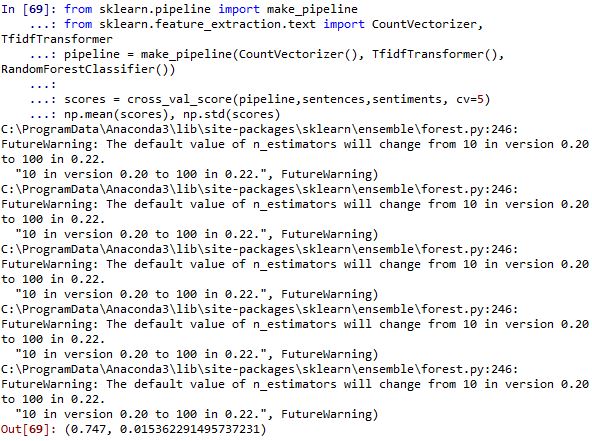 In [69]: from sklearn.pipeline import make_pipeline
    ...: from sklearn.feature_extraction.text import CountVectorizer,
TfidfTransformer
    ...: pipeline = make_pipeline(CountVectorizer(), TfidfTransformer(),
RandomForestClassifier())
    ...:
    ...: scores = cross_val_score(pipeline,sentences,sentiments, cv=5)
    ...: np.mean(scores), np.std(scores)
C:\ProgramData\Anaconda3\lib\site-packages\sklearn\ensemble\forest.py:246:
FutureWarning: The default value of n_estimators will change from 10 in version 0.20
to 100 in 0.22.
  "10 in version 0.20 to 100 in 0.22.", FutureWarning)
C:\ProgramData\Anaconda3\lib\site-packages\sklearn\ensemble\forest.py:246:
FutureWarning: The default value of n_estimators will change from 10 in version 0.20
to 100 in 0.22.
  "10 in version 0.20 to 100 in 0.22.", FutureWarning)
C:\ProgramData\Anaconda3\lib\site-packages\sklearn\ensemble\forest.py:246:
FutureWarning: The default value of n_estimators will change from 10 in version 0.20
to 100 in 0.22.
  "10 in version 0.20 to 100 in 0.22.", FutureWarning)
C:\ProgramData\Anaconda3\lib\site-packages\sklearn\ensemble\forest.py:246:
FutureWarning: The default value of n_estimators will change from 10 in version 0.20
to 100 in 0.22.
  "10 in version 0.20 to 100 in 0.22.", FutureWarning)
C:\ProgramData\Anaconda3\lib\site-packages\sklearn\ensemble\forest.py:246:
FutureWarning: The default value of n_estimators will change from 10 in version 0.20
to 100 in 0.22.
  "10 in version 0.20 to 100 in 0.22.", FutureWarning)
Out[69]: (0.747, 0.015362291495737231)